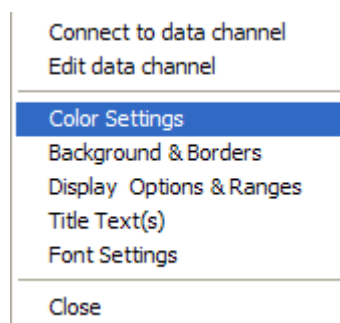 Connect to data channel
Edit data channel
Color Settings
Background & Borders
Display  Options & Ranges
Title Text(s)
Font Settings
Close